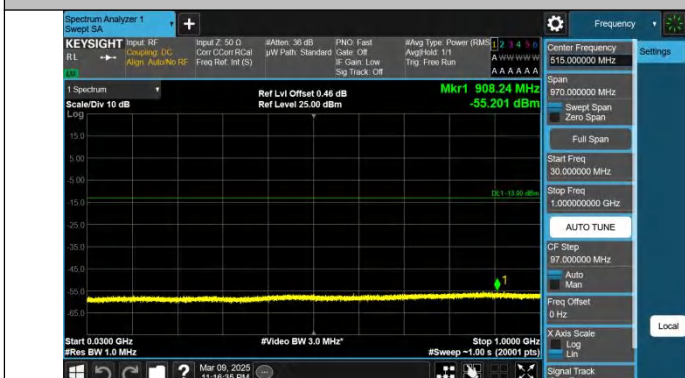 Spectrum Analyzer 1
Swept SA
+
Frequency
KEYSIGHT
RL
Input: RF
Coupling: DC
Align: Auto/No RF
Input Z: 50 Ω
Corr CCorr RCal
Freq Ref: Int (S)
#Atten: 36 dB
µW Path: Standard
PNO: Fast
Gate: Off
IF Gain: Low
Sig Track: Off
#Avg Type: Power (RMS
Avg|Hold: 1/1
Trig: Free Run
1 2 3 4 5 6
A W W W W W
A A A A A A
LXI
1 Spectrum
Scale/Div 10 dB
Log
Ref Lvl Offset 0.46 dB
Ref Level 25.00 dBm
Mkr1 908.24 MHz
-55.201 dBm
15.0
5.00
-5.00
-15.0
-25.0
-35.0
-45.0
-55.0
-65.0
DL1 -13.00 dBm
1
Start 0.0300 GHz
#Res BW 1.0 MHz
#Video BW 3.0 MHz*
Stop 1.0000 GHz
#Sweep ~1.00 s (20001 pts)
Mar 09, 2025
11:16:35 PM
?
Center Frequency
515.000000 MHz
Settings
Span
970.000000 MHz
Swept Span
Zero Span
Full Span
Start Freq
30.000000 MHz
Stop Freq
1.000000000 GHz
AUTO TUNE
CF Step
97.000000 MHz
Auto
Man
Freq Offset
0 Hz
X Axis Scale
Log
Lin
Local
Signal Track